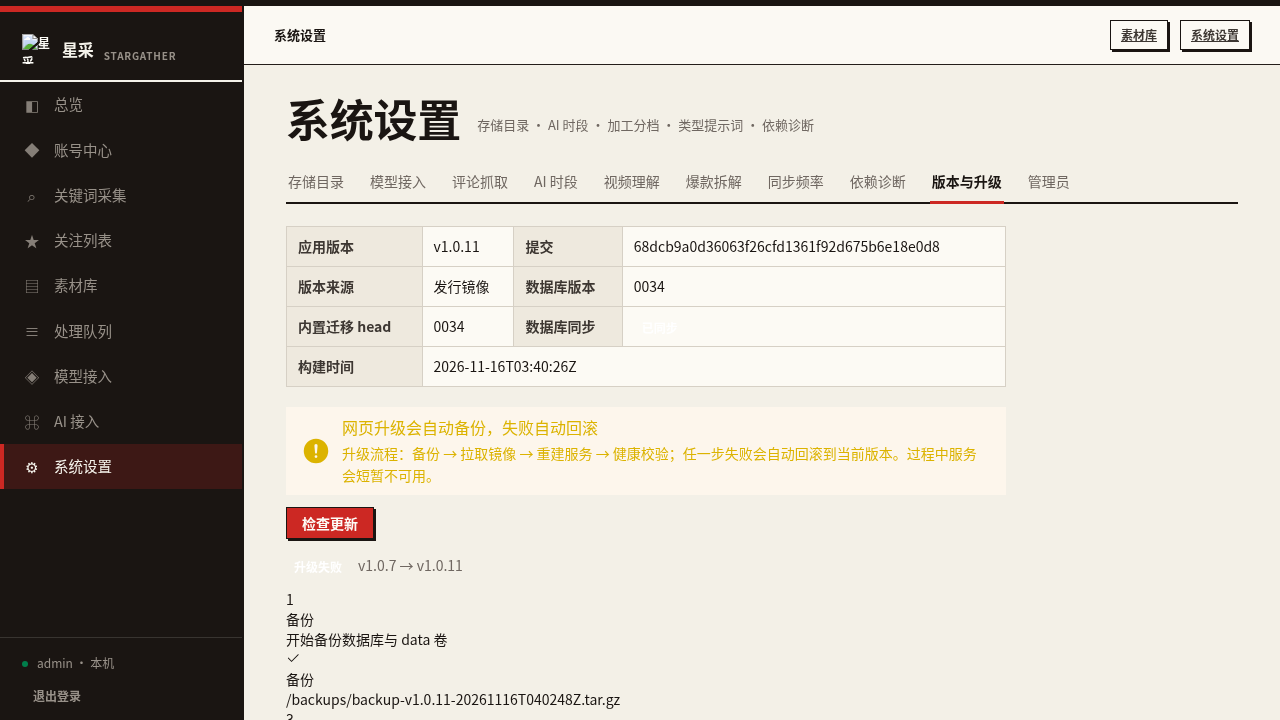 星采
星采 STARGATHER
总览
账号中心
关键词采集
关注列表
素材库
处理队列
模型接入
AI 接入
系统设置
admin · 本机
退出登录
系统设置
素材库
系统设置
系统设置
存储目录 · AI 时段 · 加工分档 · 类型提示词 · 依赖诊断
存储目录 模型接入 评论抓取 AI 时段 视频理解 爆款拆解 同步频率 依赖诊断 版本与升级 管理员
应用版本 v1.0.11 提交 68dcb9a0d36063f26cfd1361f92d675b6e18e0d8
版本来源 发行镜像 数据库版本 0034
内置迁移 head 0034 数据库同步 已同步
构建时间 2026-11-16T03:40:26Z
网页升级会自动备份，失败自动回滚
升级流程：备份 → 拉取镜像 → 重建服务 → 健康校验；任一步失败会自动回滚到当前版本。过程中服务
会短暂不可用。
检查更新
升级失败 v1.0.7 → v1.0.11
1
备份
开始备份数据库与 data 卷
备份
/backups/backup-v1.0.11-20261116T040248Z.tar.gz
3